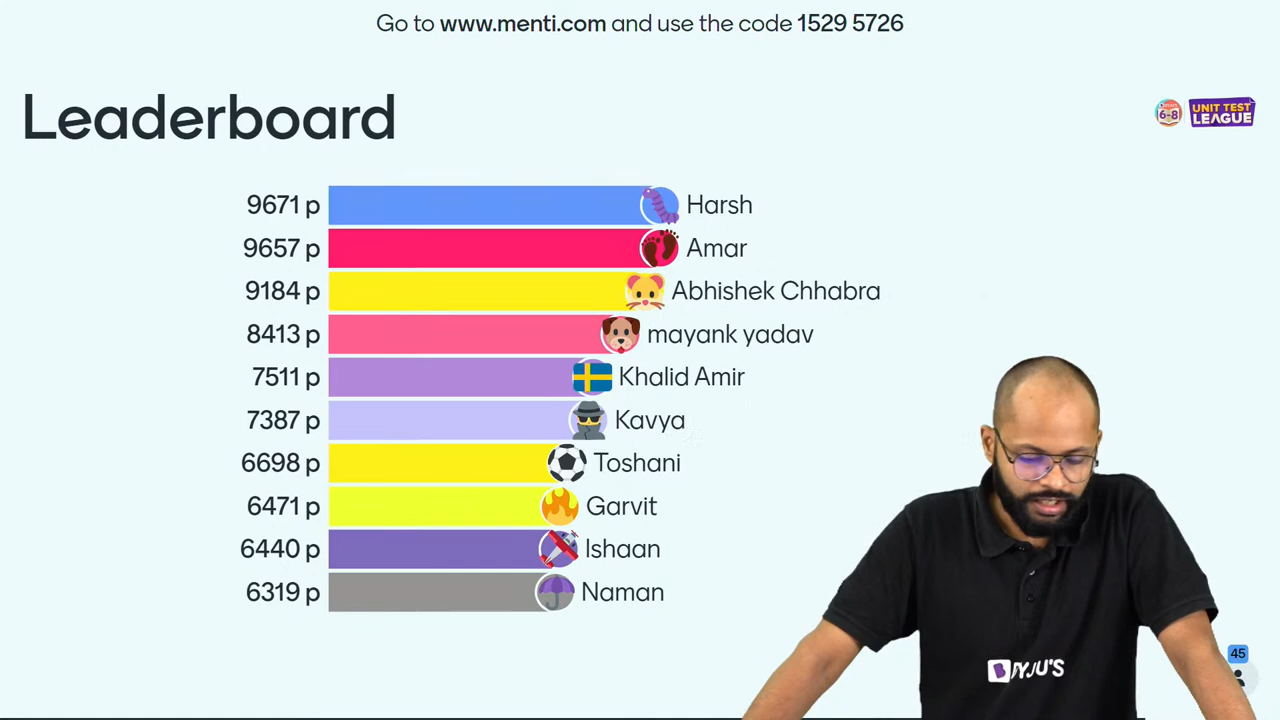 Go to www.menti.com and use the code 1529 5726
Leaderboard
6-8
UNIT TEST
LEAGUE
9671 p Harsh
9657 p Amar
9184 p Abhishek Chhabra
8413 p mayank yadav
7511 p Khalid Amir
7387 p Kavya
6698 p Toshani
6471 p Garvit
6440 p Ishaan
6319 p Naman
45
BYJU'S